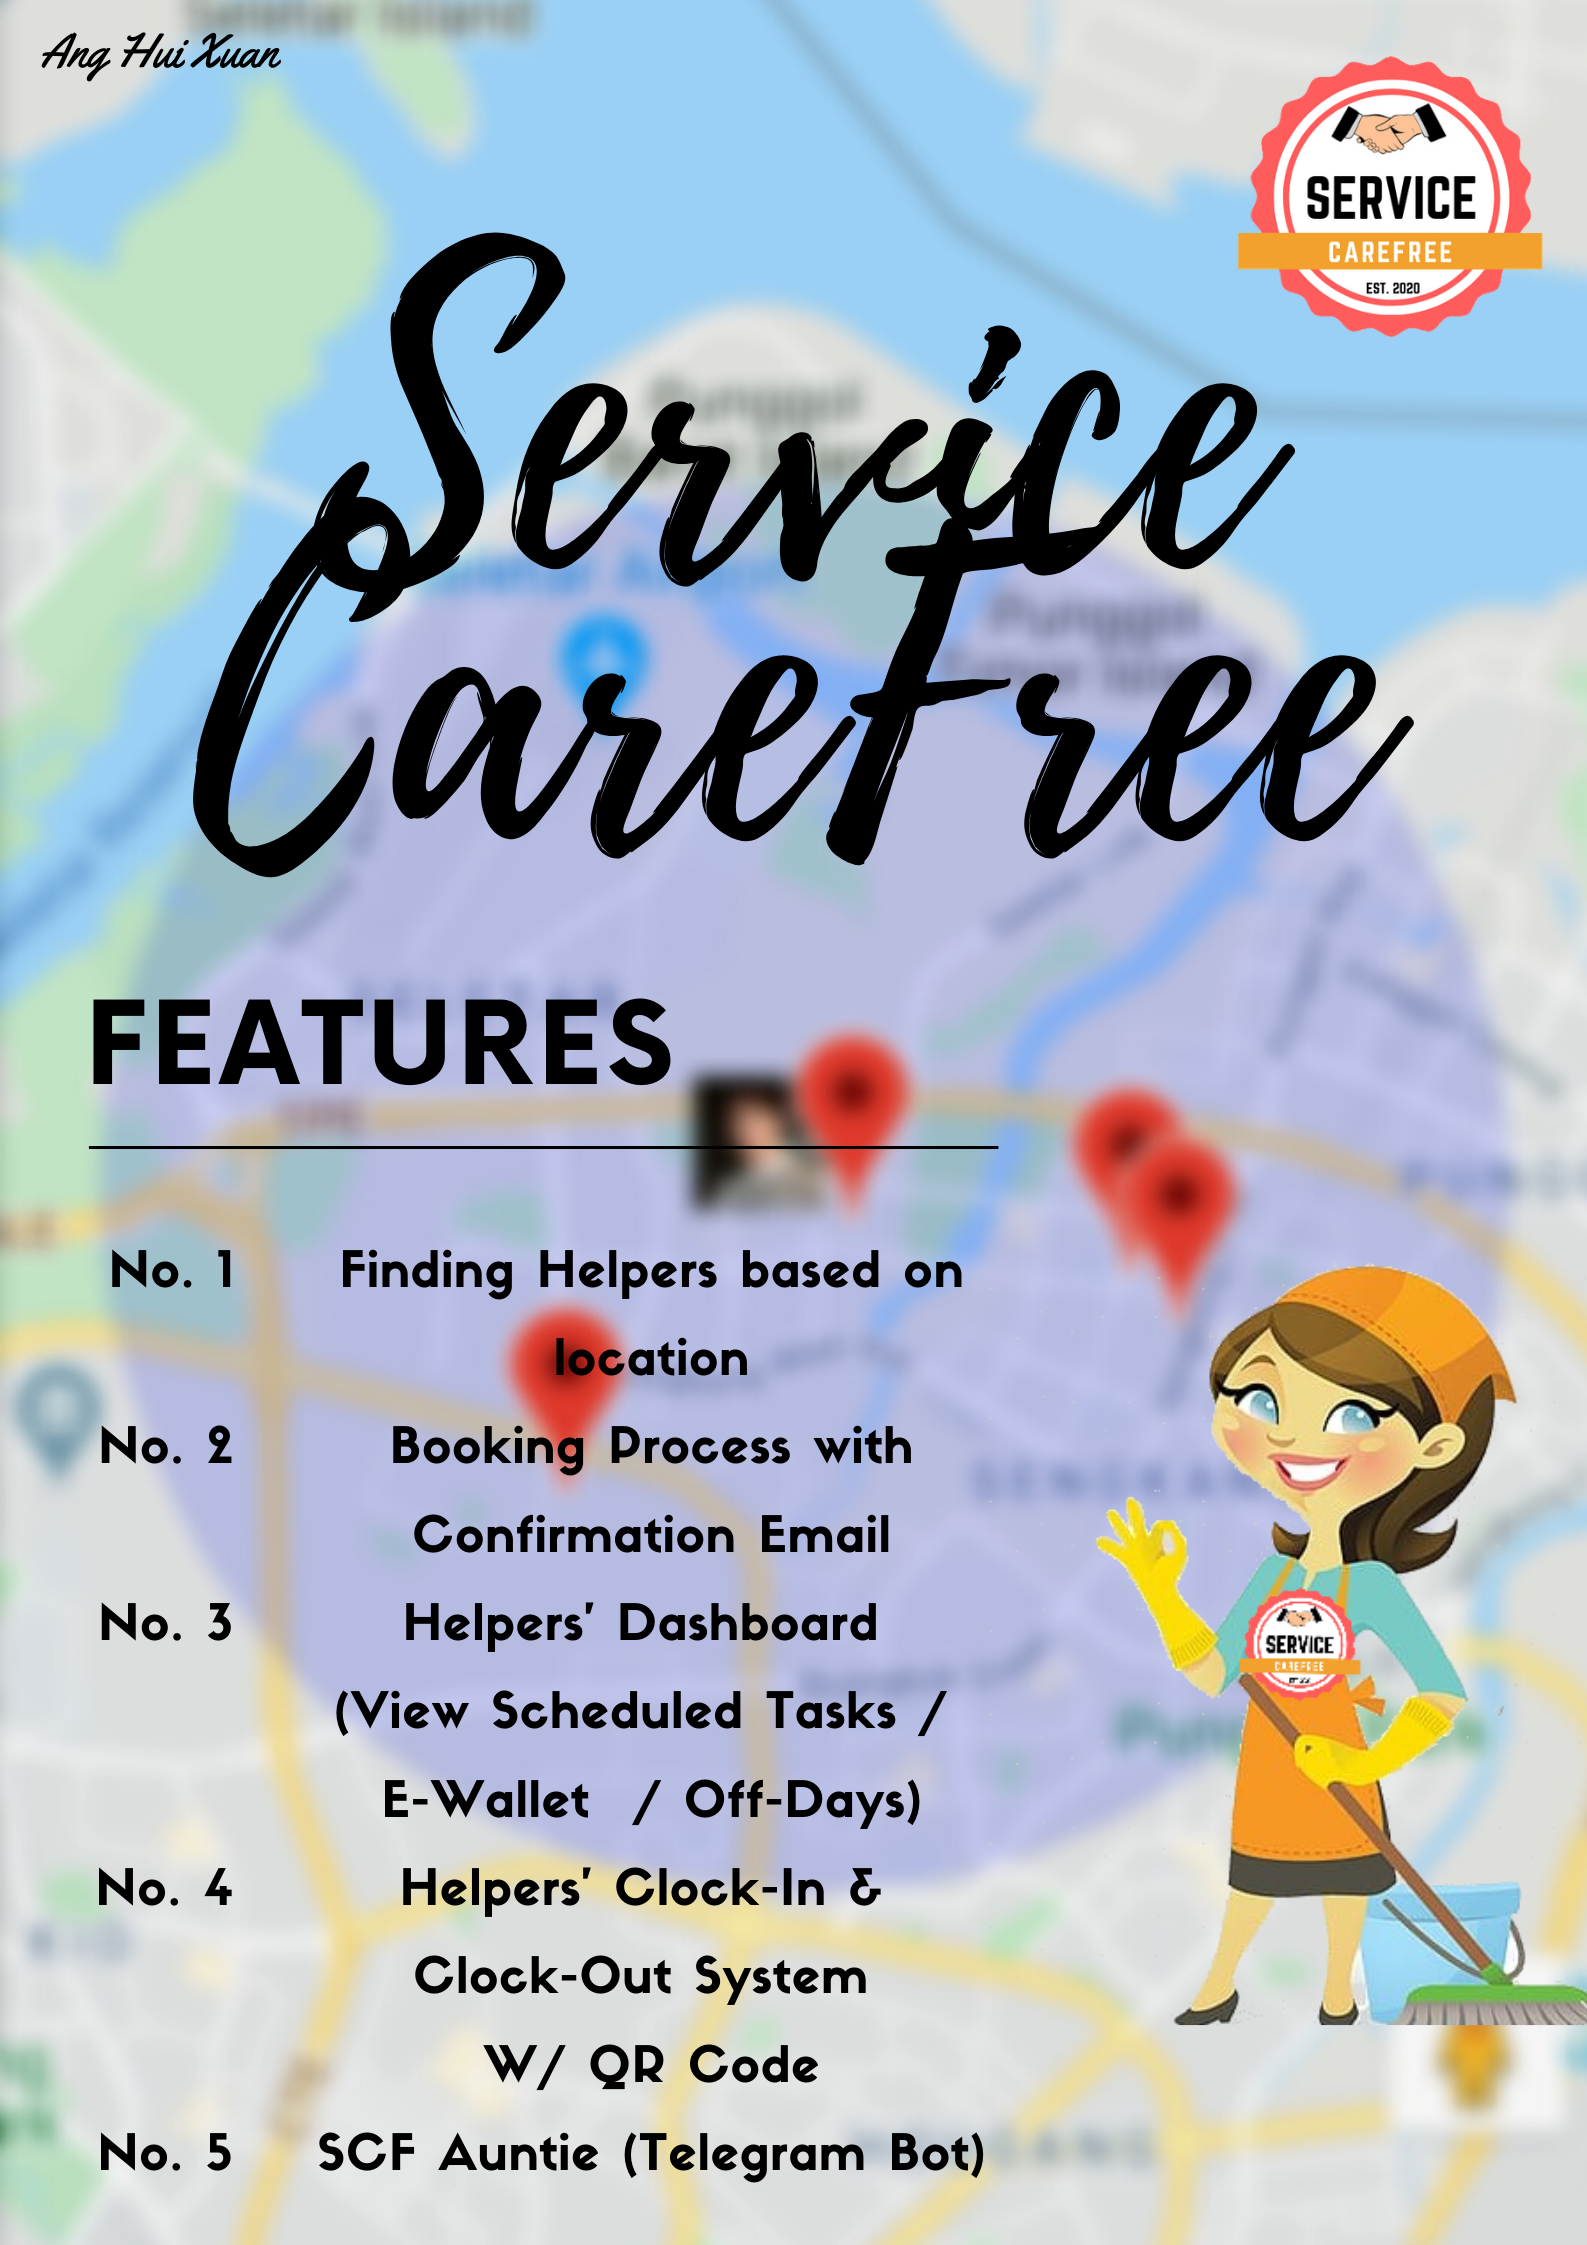 Ang Hui Xuan
SERVICE
CAREFREE
EST. 2020
Service
CareFree
FEATURES
No. 1 Finding Helpers based on
location
No. 2 Booking Process with
Confirmation Email
No. 3 Helpers' Dashboard
(View Scheduled Tasks /
E-Wallet / Off-Days)
SERVICE
CAREFREE
No. 4 Helpers' Clock-In &
Clock-Out System
W/ QR Code
No. 5 SCF Auntie (Telegram Bot)